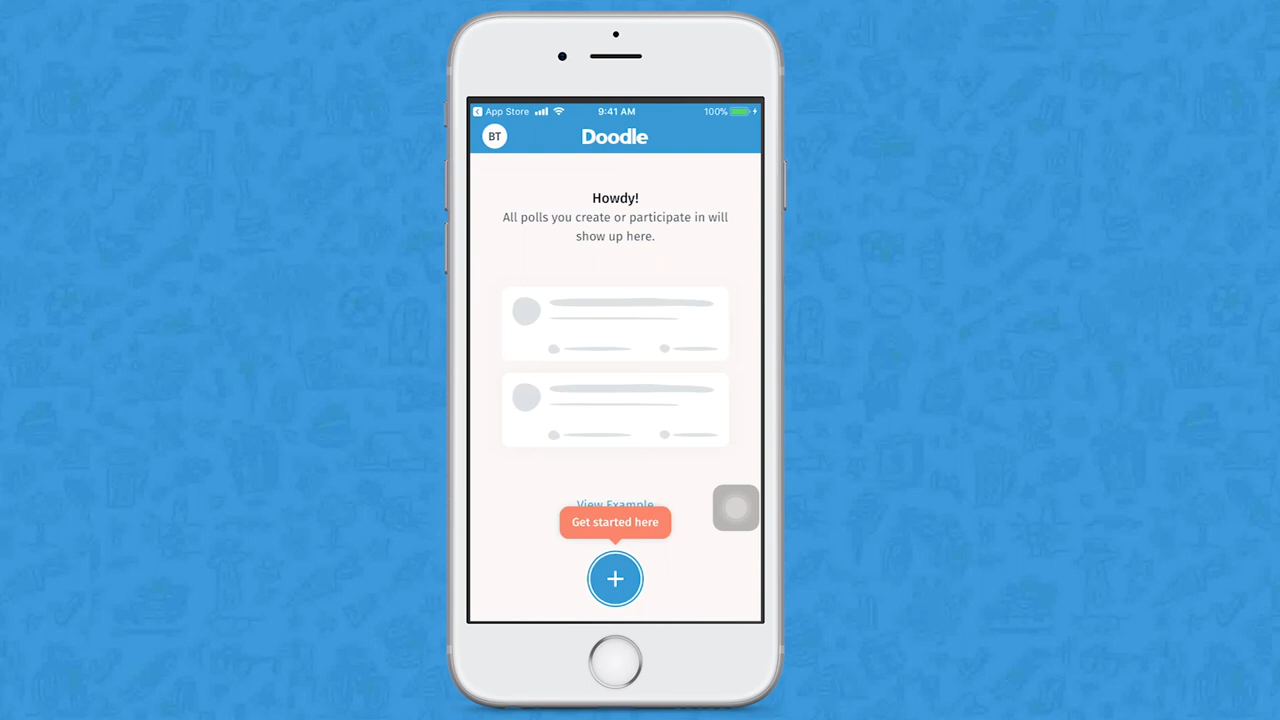 App Store
9:41 AM
100%
BT
Doodle
Howdy!
All polls you create or participate in will
show up here.
View Example
Get started here